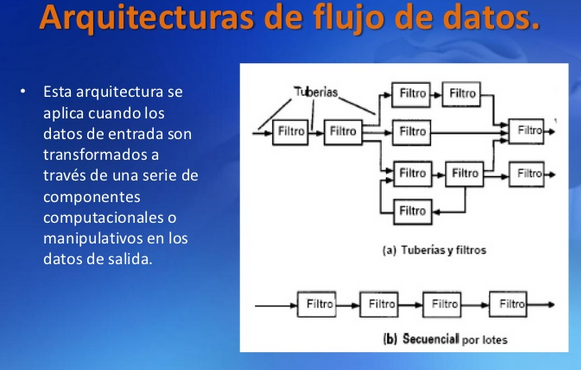 Arquitecturas de flujo de datos.
• Esta arquitectura se
aplica cuando los
datos de entrada son
transformados a
través de una serie de
componentes
computacionales o
manipulativos en los
datos de salida.
Tuberias
Filtro Filtro
Filtro Filtro Filtro Filtro
Filtro Filtro Filtro
Filtro
(a) Tuberias y filtros
Filtro Filtro Filtro Filtro
(b) Secuencial por lotes